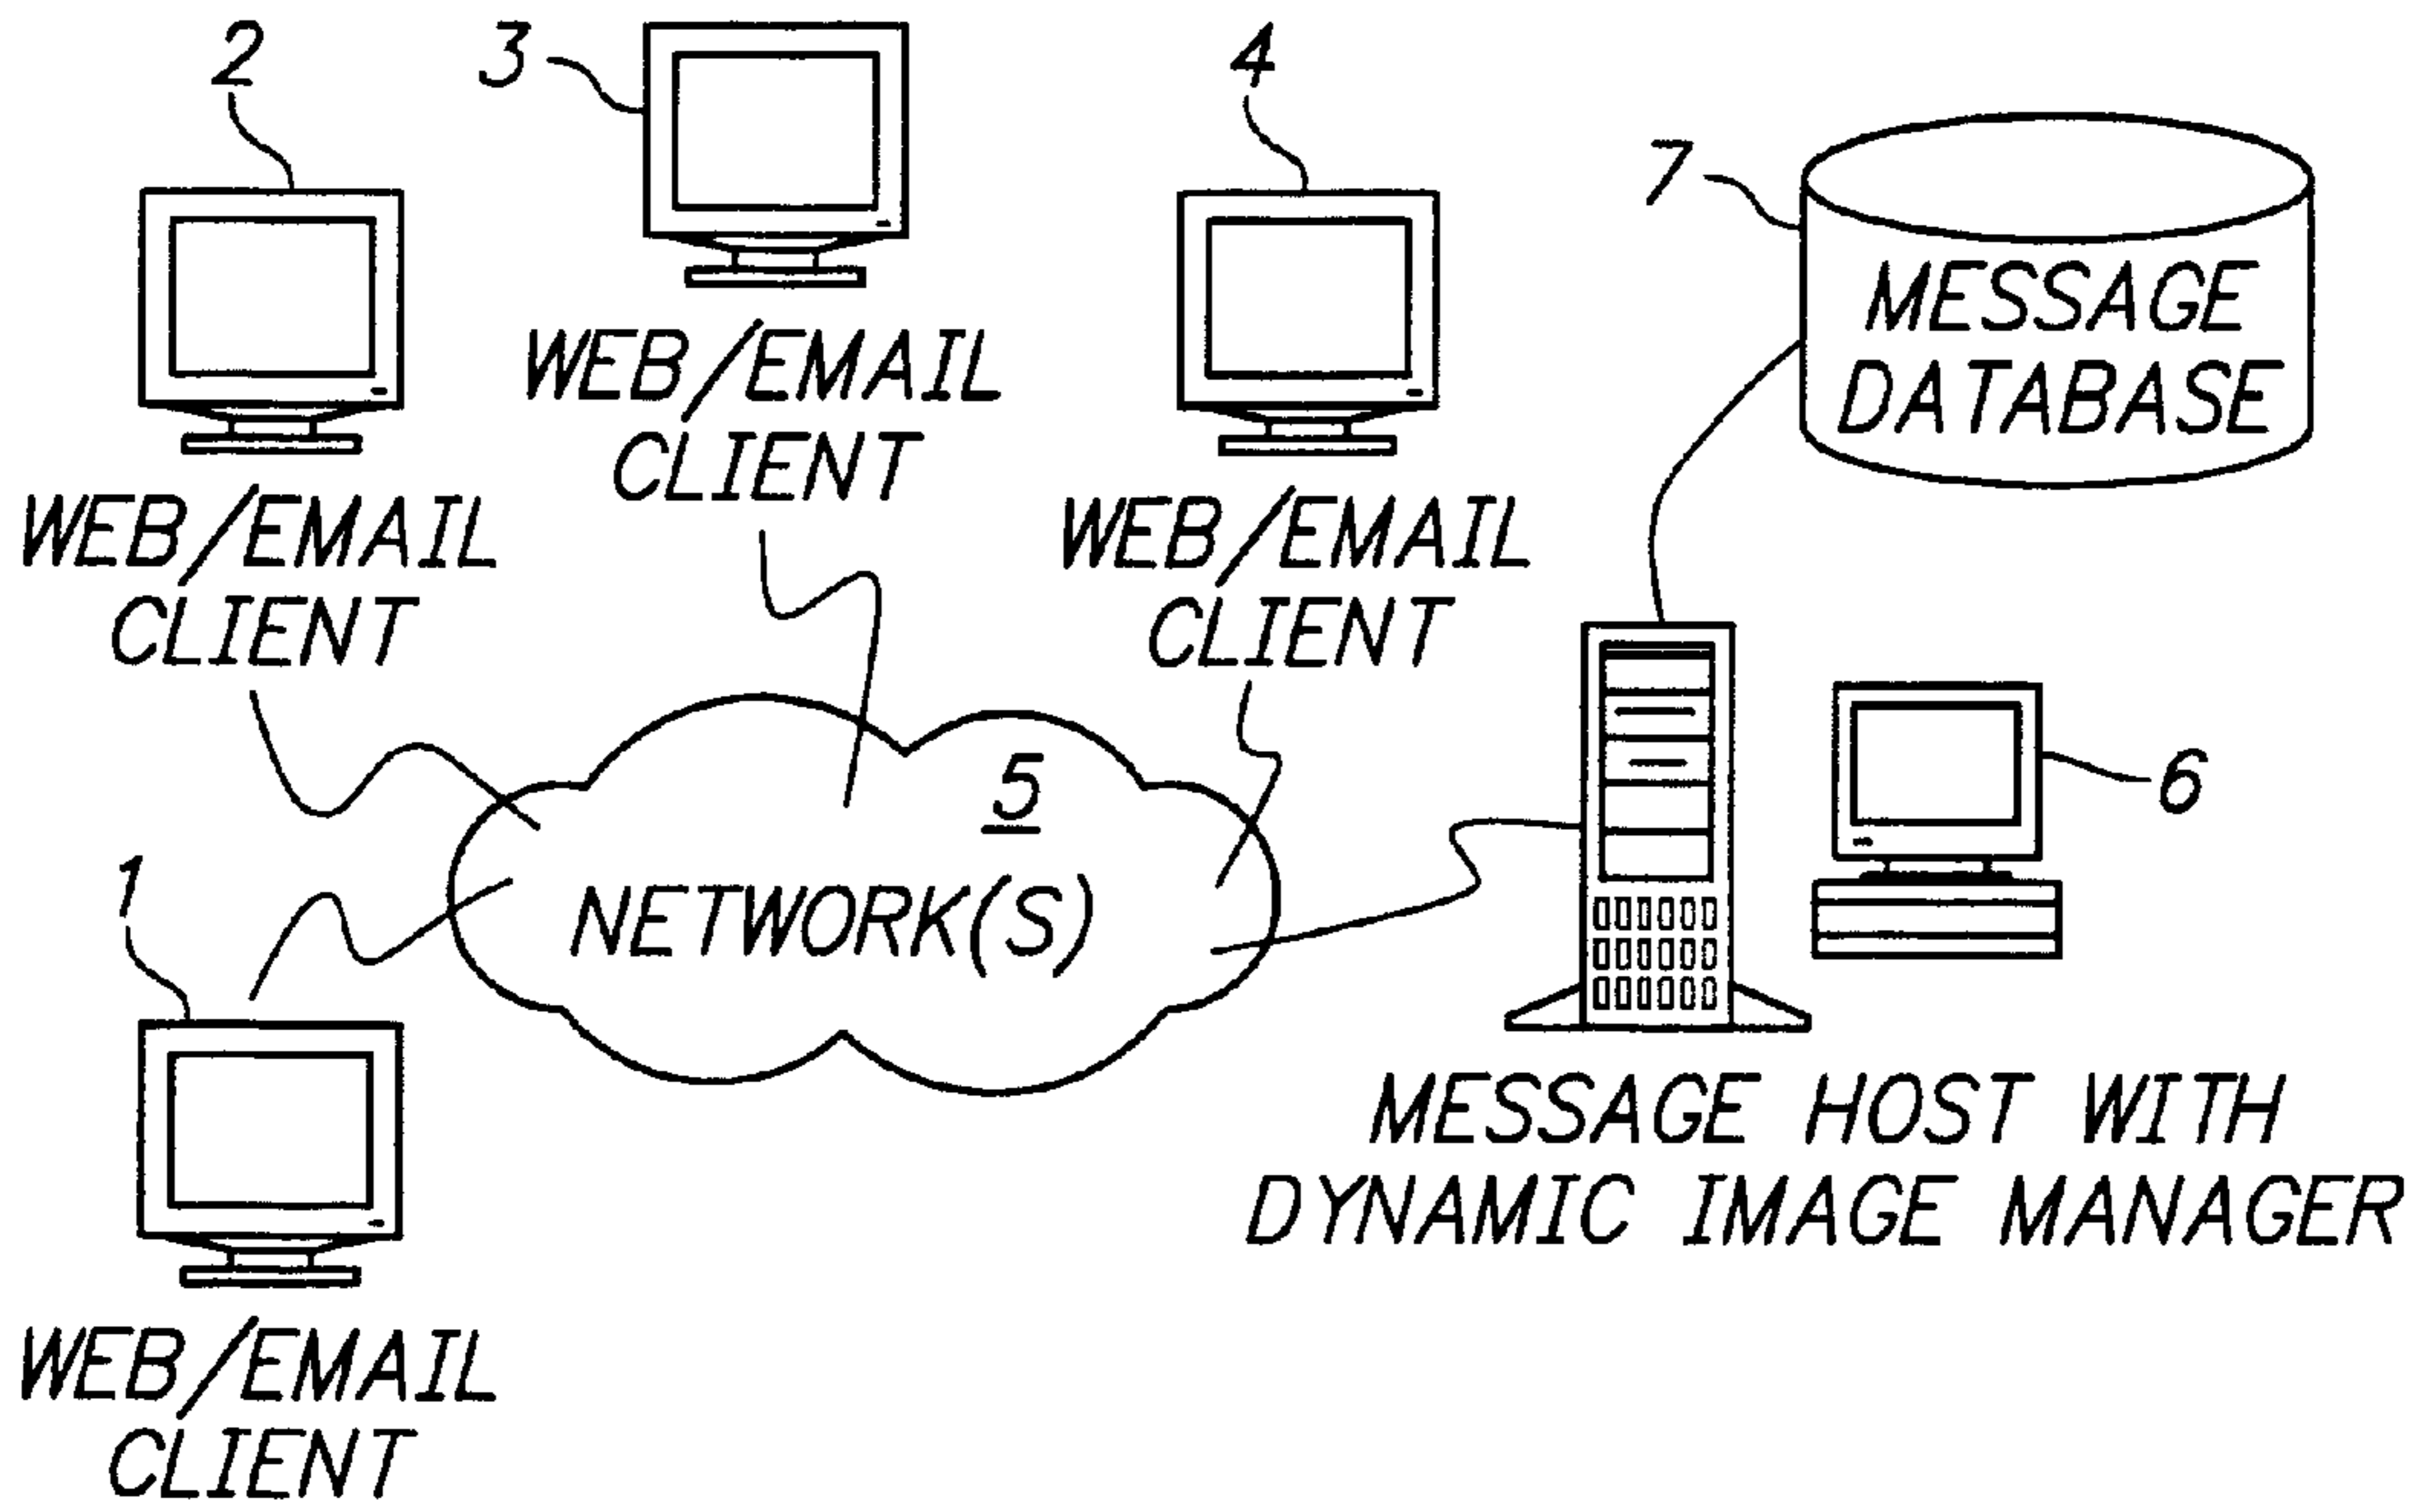 2
3
4
7
MESSAGE
DATABASE
WEB/EMAIL
CLIENT
WEB/EMAIL
CLIENT
WEB/EMAIL
CLIENT
5
NETWORK(S)
6
1
MESSAGE HOST WITH
DYNAMIC IMAGE MANAGER
WEB/EMAIL
CLIENT